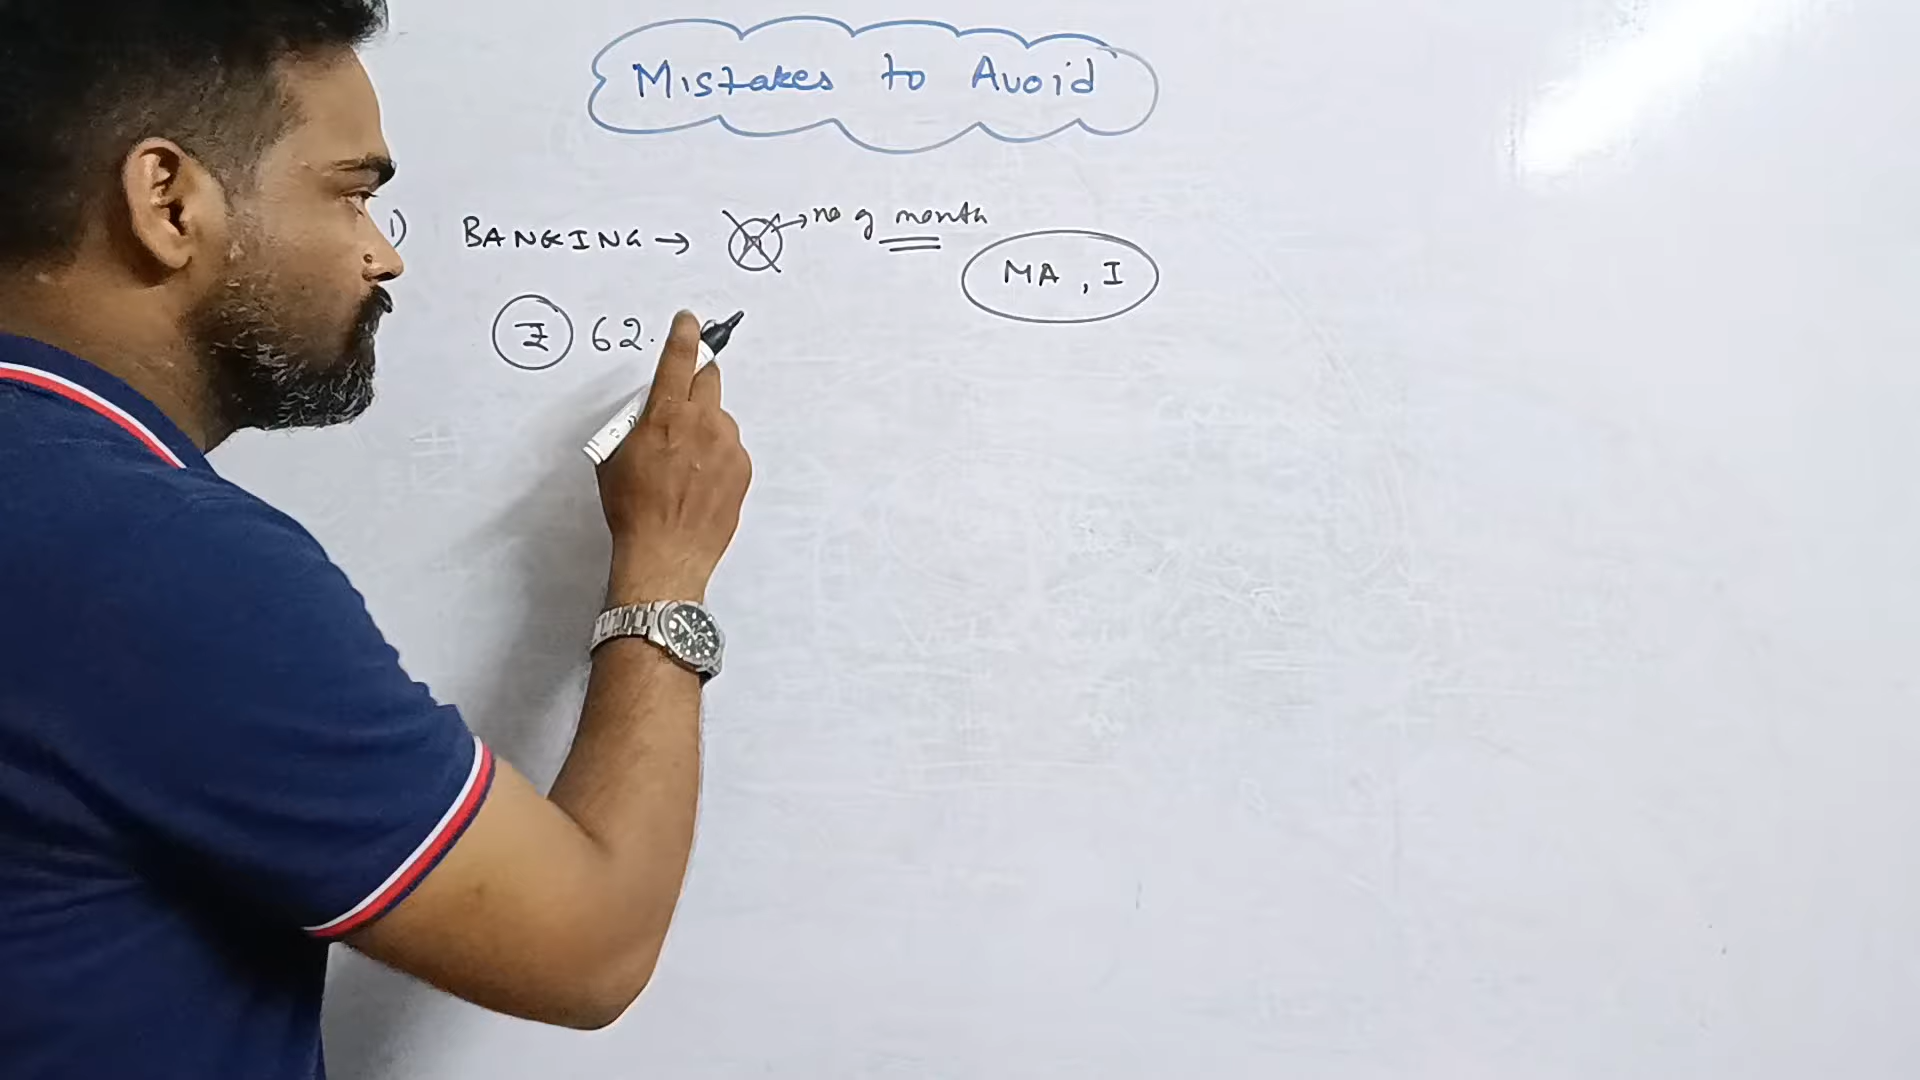 Mistakes to Avoid
1) BANKING → n → no of month
MA, I
₹ 62.